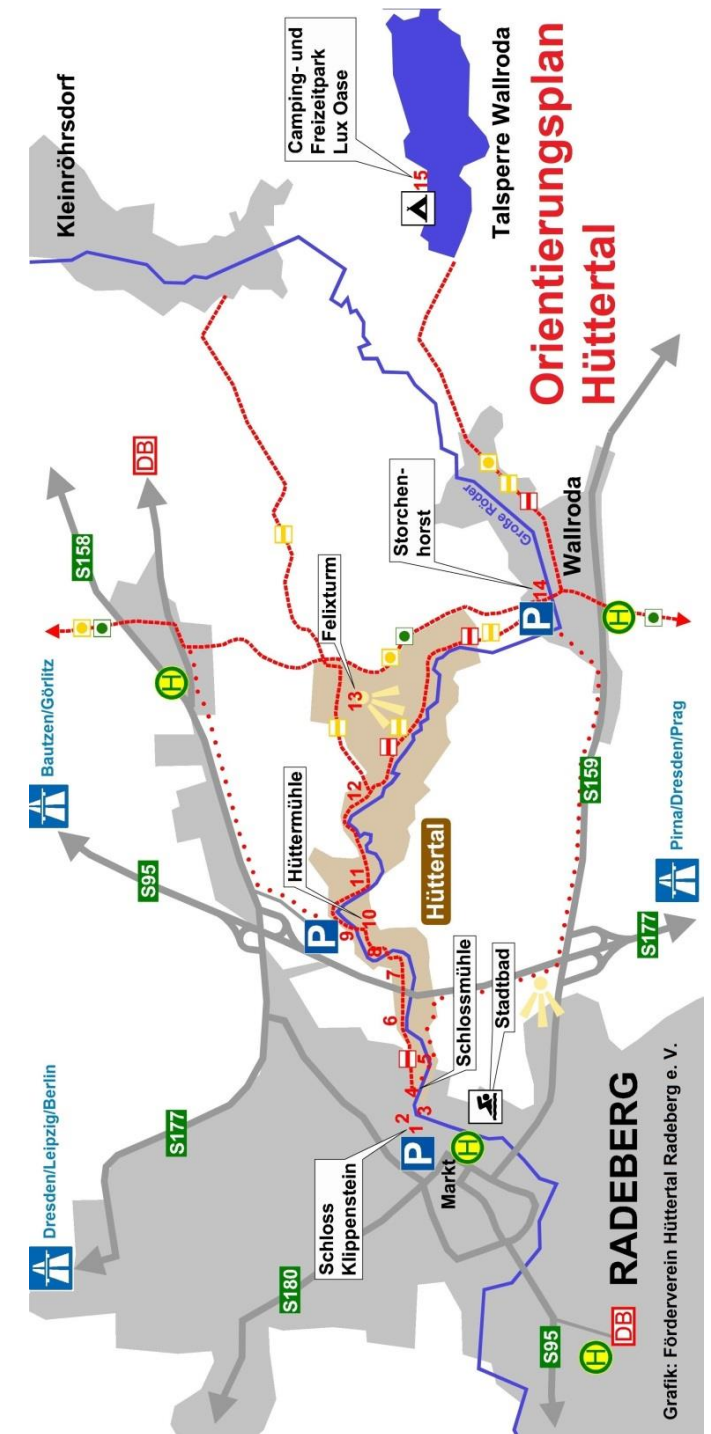 Orientierungsplan
Hüttertal
Dresden/Leipzig/Berlin
Bautzen/Görlitz
S177
S95
S158
DB
H
Kleinröhrsdorf
S180
Schloss
Klippenstein
P
1
2
3
4
5
6
7
8
9
10
11
12
13
14
15
Hüttermühle
P
Felixturm
Camping- und
Freizeitpark
Lux Oase
Talsperre Wallroda
Markt
H
Schlossmühle
Stadtbad
Hüttertal
Storchen-
horst
Große Röder
P
Wallroda
H
S159
S177
Pirna/Dresden/Prag
RADEBERG
S95
H
DB
Grafik: Förderverein Hüttertal Radeberg e. V.